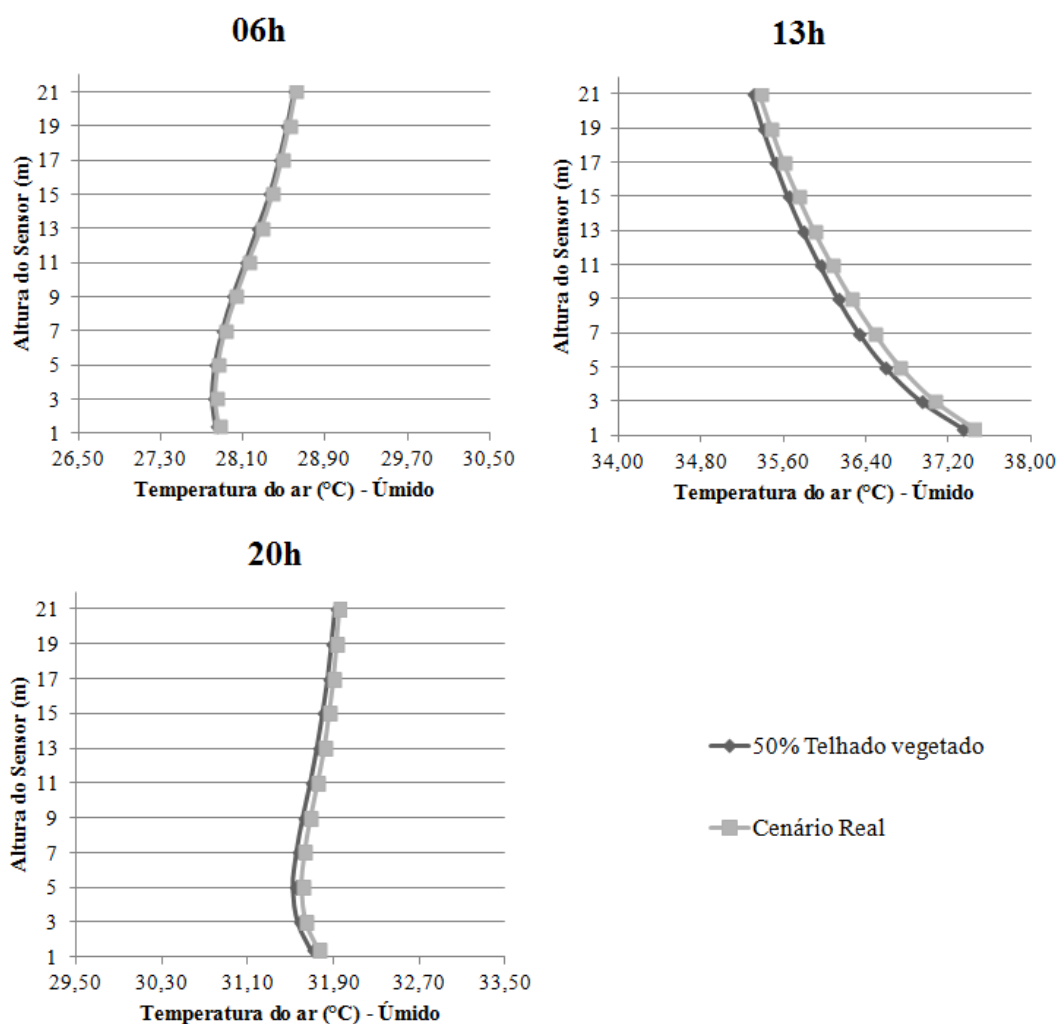 06h
Altura do Sensor (m)
21
19
17
15
13
11
9
7
5
3
1
26,50 27,30 28,10 28,90 29,70 30,50
Temperatura do ar (°C) - Úmido
13h
Altura do Sensor (m)
21
19
17
15
13
11
9
7
5
3
1
34,00 34,80 35,60 36,40 37,20 38,00
Temperatura do ar (°C) - Úmido
20h
Altura do Sensor (m)
21
19
17
15
13
11
9
7
5
3
1
29,50 30,30 31,10 31,90 32,70 33,50
Temperatura do ar (°C) - Úmido
50% Telhado vegetado
Cenário Real